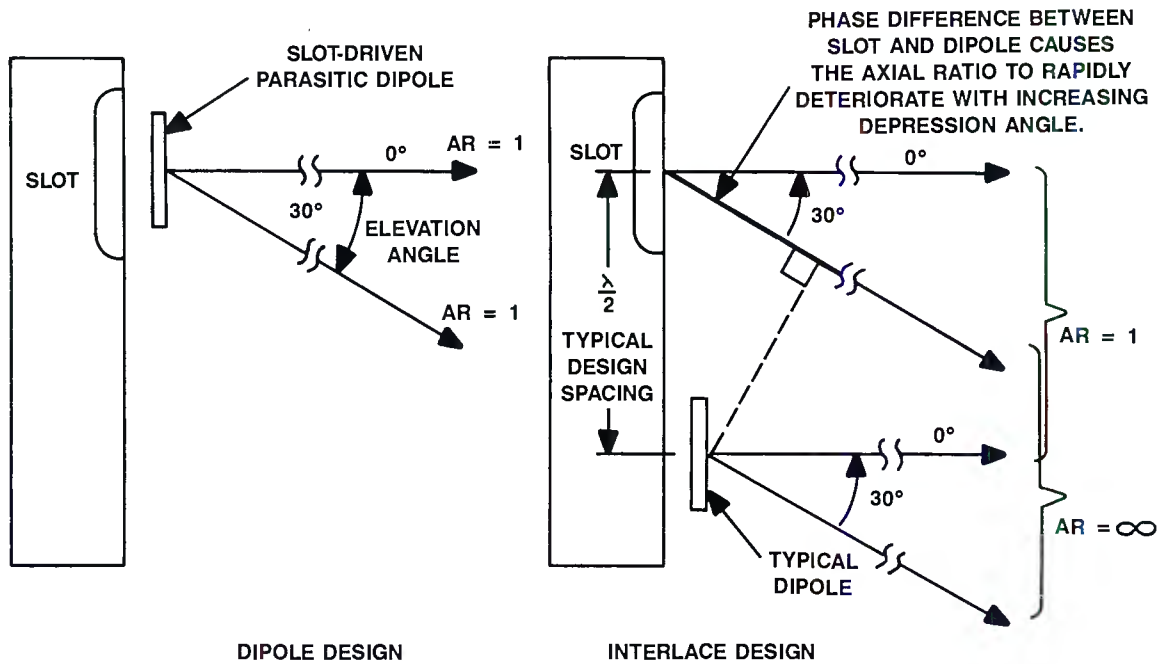 SLOT-DRIVEN
PARASITIC DIPOLE
SLOT
0°
AR = 1
30°
ELEVATION
ANGLE
AR = 1
DIPOLE DESIGN
PHASE DIFFERENCE BETWEEN
SLOT AND DIPOLE CAUSES
THE AXIAL RATIO TO RAPIDLY
DETERIORATE WITH INCREASING
DEPRESSION ANGLE.
SLOT
0°
30°
λ
2
TYPICAL
DESIGN
SPACING
AR = 1
0°
30°
AR = ∞
TYPICAL
DIPOLE
INTERLACE DESIGN